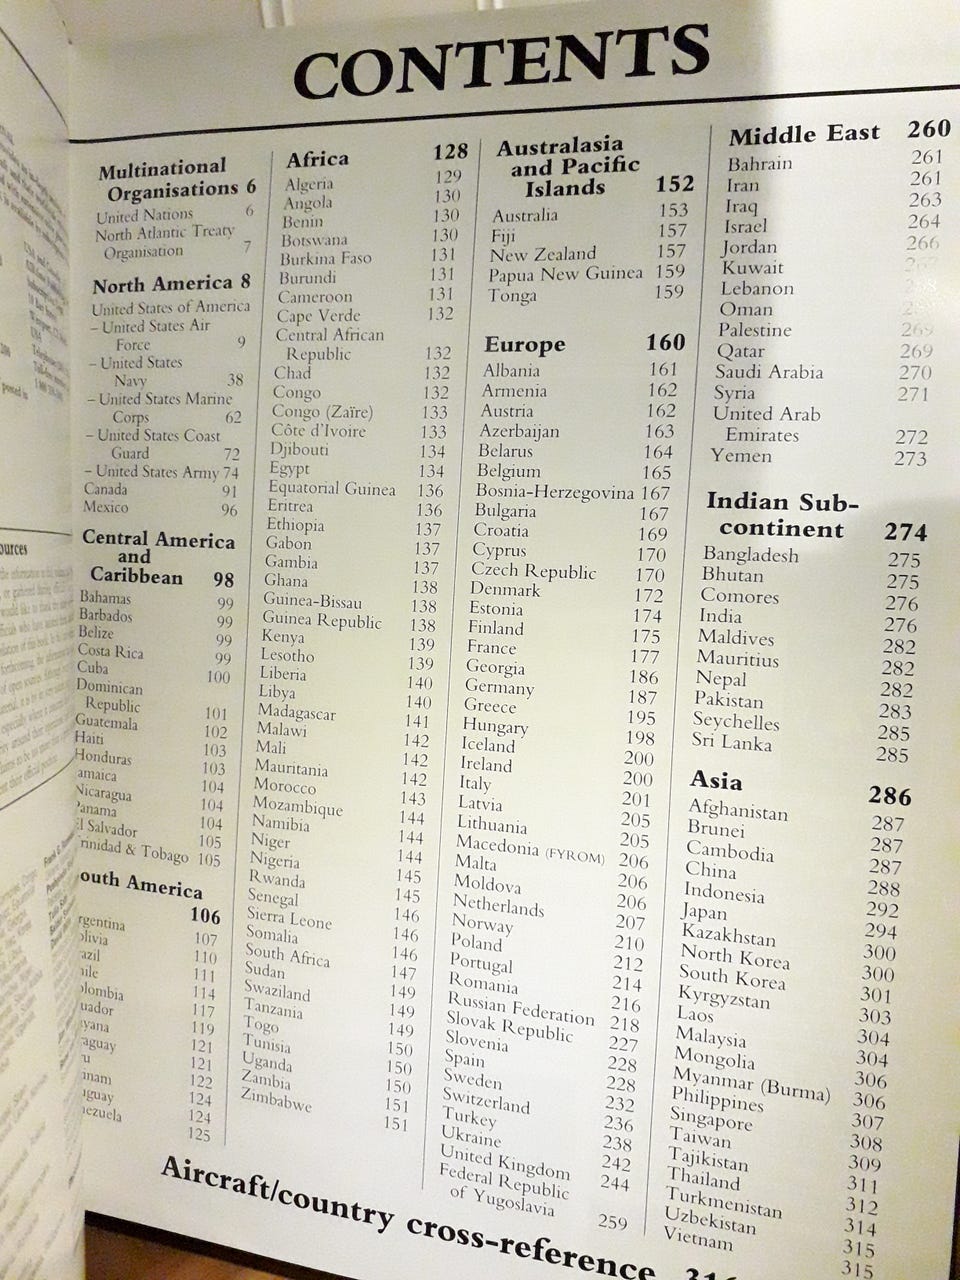 CONTENTS
Multinational
Organisations 6
United Nations 6
North Atlantic Treaty
Organisation 7
North America 8
United States of America
– United States Air
Force 9
– United States
Navy 38
– United States Marine
Corps 62
– United States Coast
Guard 72
– United States Army 74
Canada 91
Mexico 96
Central America
and
Caribbean 98
Bahamas 99
Barbados 99
Belize 99
Costa Rica 99
Cuba 100
Dominican
Republic 101
Guatemala 102
Haiti 103
Honduras 103
amaica 104
Nicaragua 104
Panama 104
El Salvador 105
Trinidad & Tobago 105
outh America
106
rgentina 107
olivia 110
azil 111
ile 114
lombia 117
uador 119
yana 121
aguay 121
u 122
nam 124
uguay 124
ezuela 125
Africa 128
Algeria 129
Angola 130
Benin 130
Botswana 130
Burkina Faso 131
Burundi 131
Cameroon 131
Cape Verde 132
Central African
Republic 132
Chad 132
Congo 132
Congo (Zaïre) 133
Côte d'Ivoire 133
Djibouti 134
Egypt 134
Equatorial Guinea 136
Eritrea 136
Ethiopia 137
Gabon 137
Gambia 137
Ghana 138
Guinea-Bissau 138
Guinea Republic 138
Kenya 139
Lesotho 139
Liberia 140
Libya 140
Madagascar 141
Malawi 142
Mali 142
Mauritania 142
Morocco 143
Mozambique 144
Namibia 144
Niger 144
Nigeria 145
Rwanda 145
Senegal 146
Sierra Leone 146
Somalia 146
South Africa 147
Sudan 149
Swaziland 149
Tanzania 149
Togo 150
Tunisia 150
Uganda 150
Zambia 151
Zimbabwe 151
Australasia
and Pacific
Islands 152
Australia 153
Fiji 157
New Zealand 157
Papua New Guinea 159
Tonga 159
Europe 160
Albania 161
Armenia 162
Austria 162
Azerbaijan 163
Belarus 164
Belgium 165
Bosnia-Herzegovina 167
Bulgaria 167
Croatia 169
Cyprus 170
Czech Republic 170
Denmark 172
Estonia 174
Finland 175
France 177
Georgia 186
Germany 187
Greece 195
Hungary 198
Iceland 200
Ireland 200
Italy 201
Latvia 205
Lithuania 205
Macedonia (FYROM) 206
Malta 206
Moldova 206
Netherlands 207
Norway 210
Poland 212
Portugal 214
Romania 216
Russian Federation 218
Slovak Republic 227
Slovenia 228
Spain 228
Sweden 232
Switzerland 236
Turkey 238
Ukraine 242
United Kingdom 244
Federal Republic
of Yugoslavia 259
Middle East 260
Bahrain 261
Iran 261
Iraq 263
Israel 264
Jordan 266
Kuwait
Lebanon
Oman
Palestine 269
Qatar 269
Saudi Arabia 270
Syria 271
United Arab
Emirates 272
Yemen 273
Indian Sub-
continent 274
Bangladesh 275
Bhutan 275
Comores 276
India 276
Maldives 282
Mauritius 282
Nepal 282
Pakistan 283
Seychelles 285
Sri Lanka 285
Asia 286
Afghanistan 287
Brunei 287
Cambodia 287
China 288
Indonesia 292
Japan 294
Kazakhstan 300
North Korea 300
South Korea 301
Kyrgyzstan 303
Laos 304
Malaysia 304
Mongolia 306
Myanmar (Burma) 306
Philippines 307
Singapore 308
Taiwan 309
Tajikistan 311
Thailand 312
Turkmenistan 314
Uzbekistan 315
Vietnam 315
Aircraft/country cross-reference 316